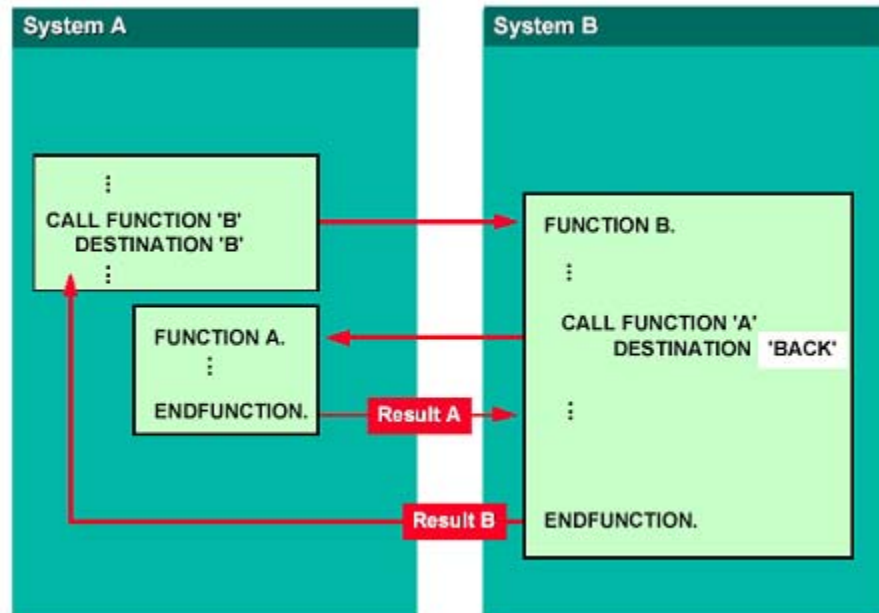 System A
System B
⋮
CALL FUNCTION 'B'
DESTINATION 'B'
⋮
FUNCTION A.
⋮
ENDFUNCTION.
FUNCTION B.
⋮
CALL FUNCTION 'A'
DESTINATION 'BACK'
⋮
ENDFUNCTION.
Result A
Result B